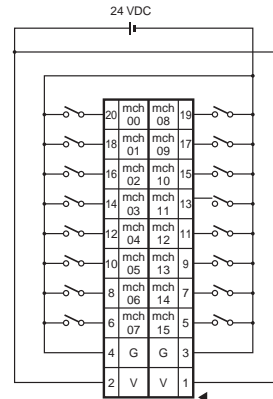 24 VDC
20 mch 00 mch 08 19
18 mch 01 mch 09 17
16 mch 02 mch 10 15
14 mch 03 mch 11 13
12 mch 04 mch 12 11
10 mch 05 mch 13 9
8 mch 06 mch 14 7
6 mch 07 mch 15 5
4 G G 3
2 V V 1